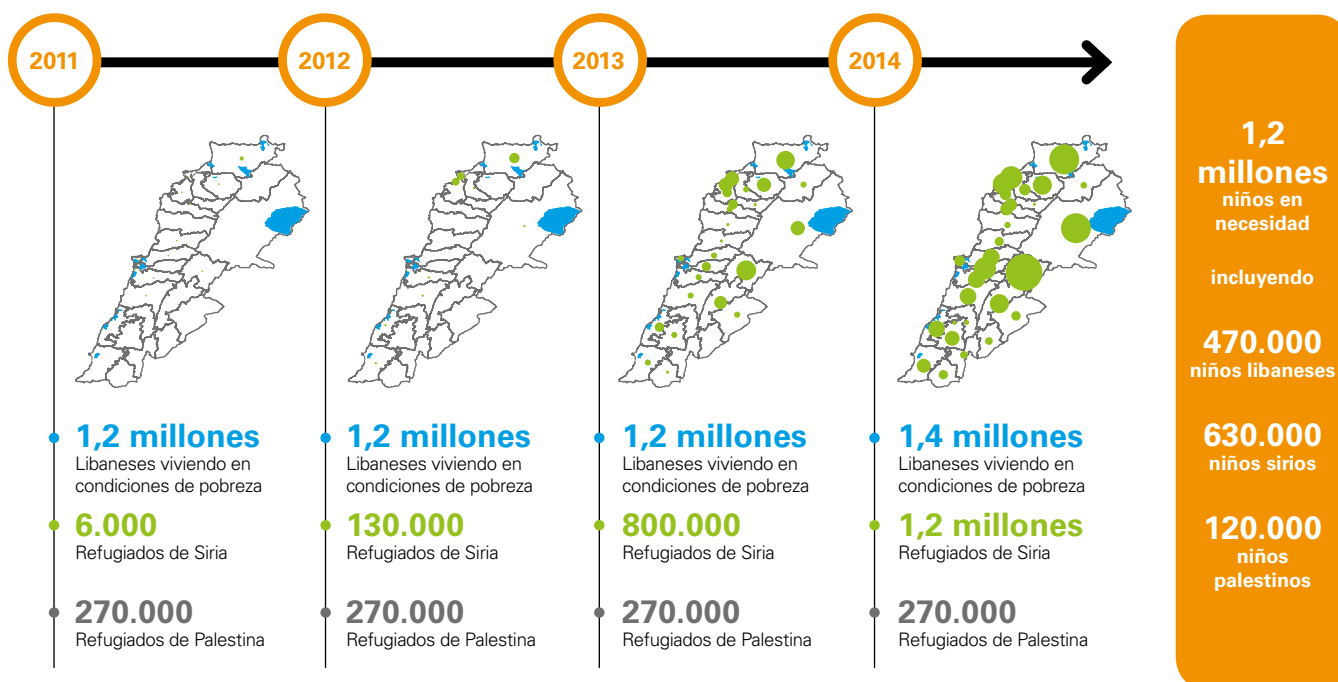 2011
2012
2013
2014
1,2 millones
Libaneses viviendo en
condiciones de pobreza
6.000
Refugiados de Siria
270.000
Refugiados de Palestina
1,2 millones
Libaneses viviendo en
condiciones de pobreza
130.000
Refugiados de Siria
270.000
Refugiados de Palestina
1,2 millones
Libaneses viviendo en
condiciones de pobreza
800.000
Refugiados de Siria
270.000
Refugiados de Palestina
1,4 millones
Libaneses viviendo en
condiciones de pobreza
1,2 millones
Refugiados de Siria
270.000
Refugiados de Palestina
1,2
millones
niños en
necesidad
incluyendo
470.000
niños libaneses
630.000
niños sirios
120.000
niños
palestinos